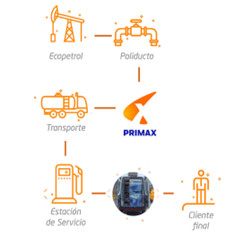 Ecopetrol
Poliducto
Transporte
PRIMAX
Estación
de Servicio
Cliente
final